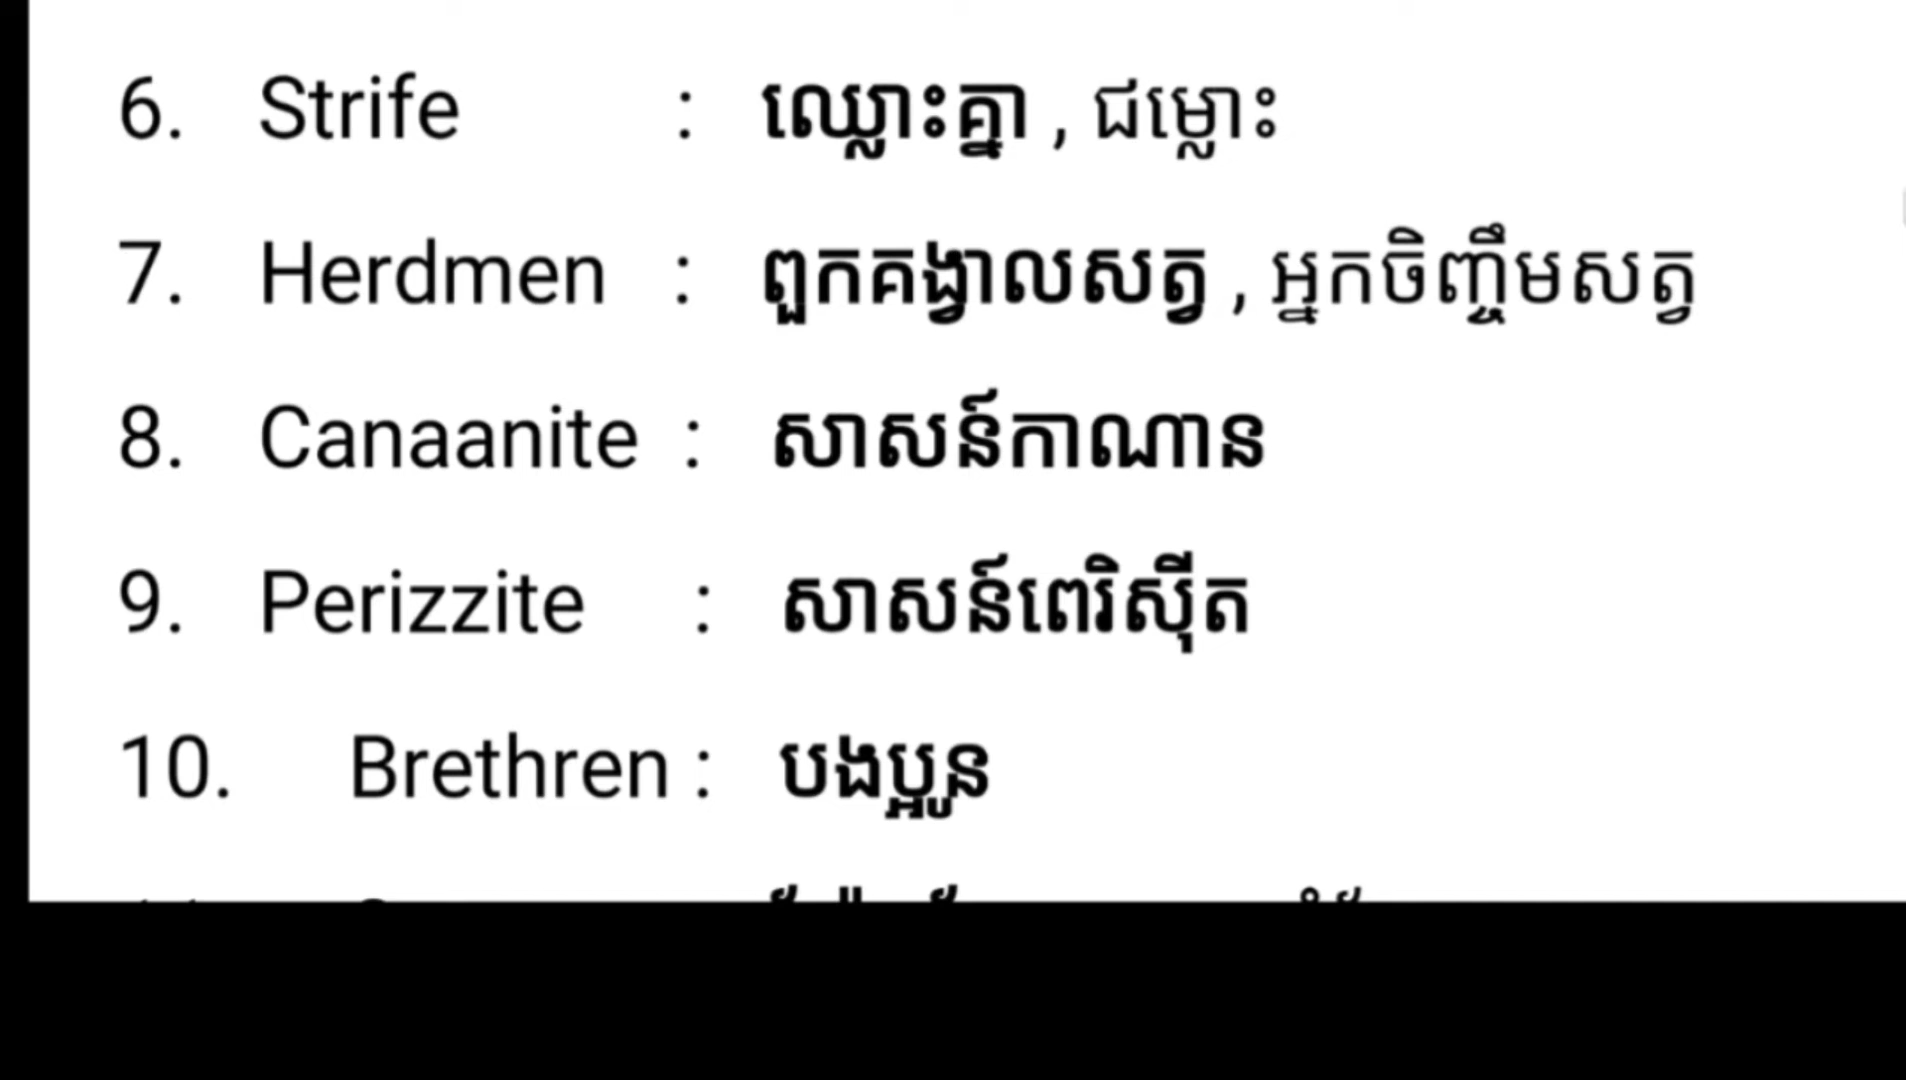 6. Strife : ឈ្លោះគ្នា , ជម្លោះ
7. Herdmen : ពួកគង្វាលសត្វ , អ្នកចិញ្ចឹមសត្វ
8. Canaanite : សាសន៍កាណាន
9. Perizzite : សាសន៍ពេរិស៊ីត
10. Brethren : បងប្អូន